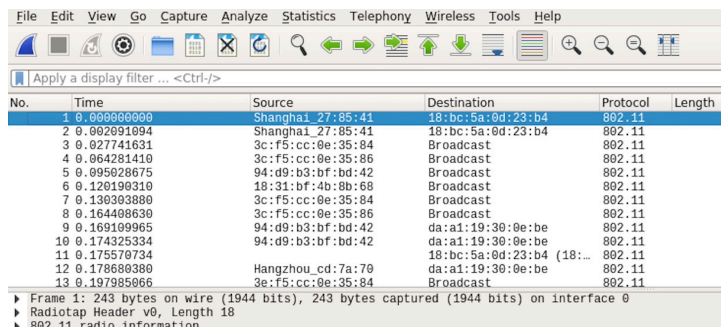 File Edit View Go Capture Analyze Statistics Telephony Wireless Tools Help
Apply a display filter ... <Ctrl-/>
No. Time Source Destination Protocol Length
1 0.000000000 Shanghai_27:85:41 18:bc:5a:0d:23:b4 802.11
2 0.002091094 Shanghai_27:85:41 18:bc:5a:0d:23:b4 802.11
3 0.027741631 3c:f5:cc:0e:35:84 Broadcast 802.11
4 0.064281410 3c:f5:cc:0e:35:86 Broadcast 802.11
5 0.095028675 94:d9:b3:bf:bd:42 Broadcast 802.11
6 0.120190310 18:31:bf:4b:8b:68 Broadcast 802.11
7 0.130303880 3c:f5:cc:0e:35:84 Broadcast 802.11
8 0.164408630 3c:f5:cc:0e:35:86 Broadcast 802.11
9 0.169109965 94:d9:b3:bf:bd:42 da:a1:19:30:0e:be 802.11
10 0.174325334 94:d9:b3:bf:bd:42 da:a1:19:30:0e:be 802.11
11 0.175570734 18:bc:5a:0d:23:b4 (18:… 802.11
12 0.178680380 Hangzhou_cd:7a:70 da:a1:19:30:0e:be 802.11
13 0.197985066 3e:f5:cc:0e:35:84 Broadcast 802.11
Frame 1: 243 bytes on wire (1944 bits), 243 bytes captured (1944 bits) on interface 0
Radiotap Header v0, Length 18
802.11 radio information